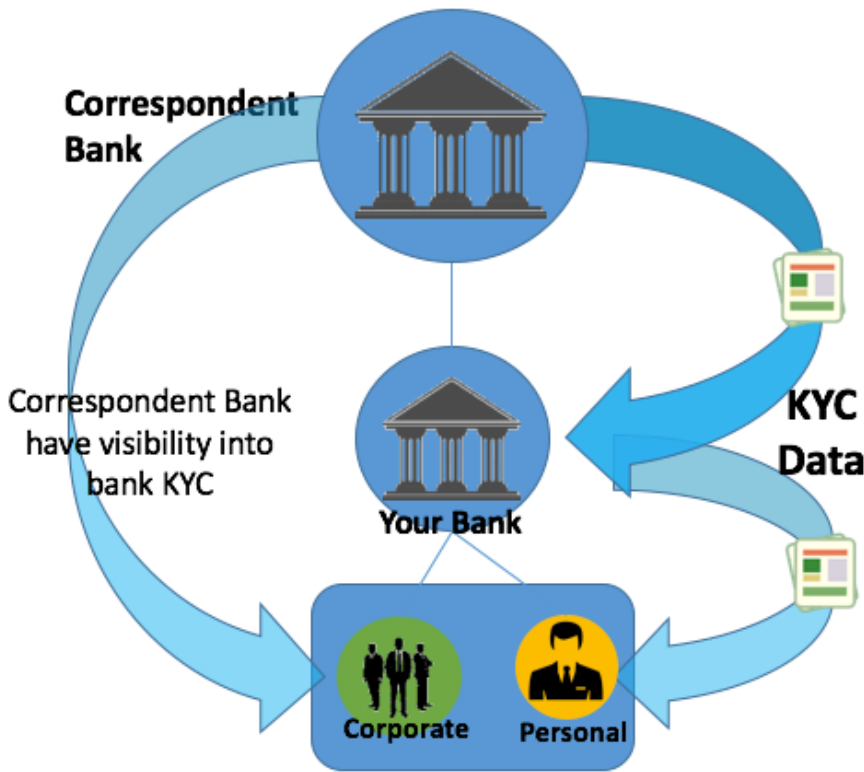 Correspondent
Bank
Correspondent Bank
have visibility into
bank KYC
KYC
Data
Your Bank
Corporate
Personal